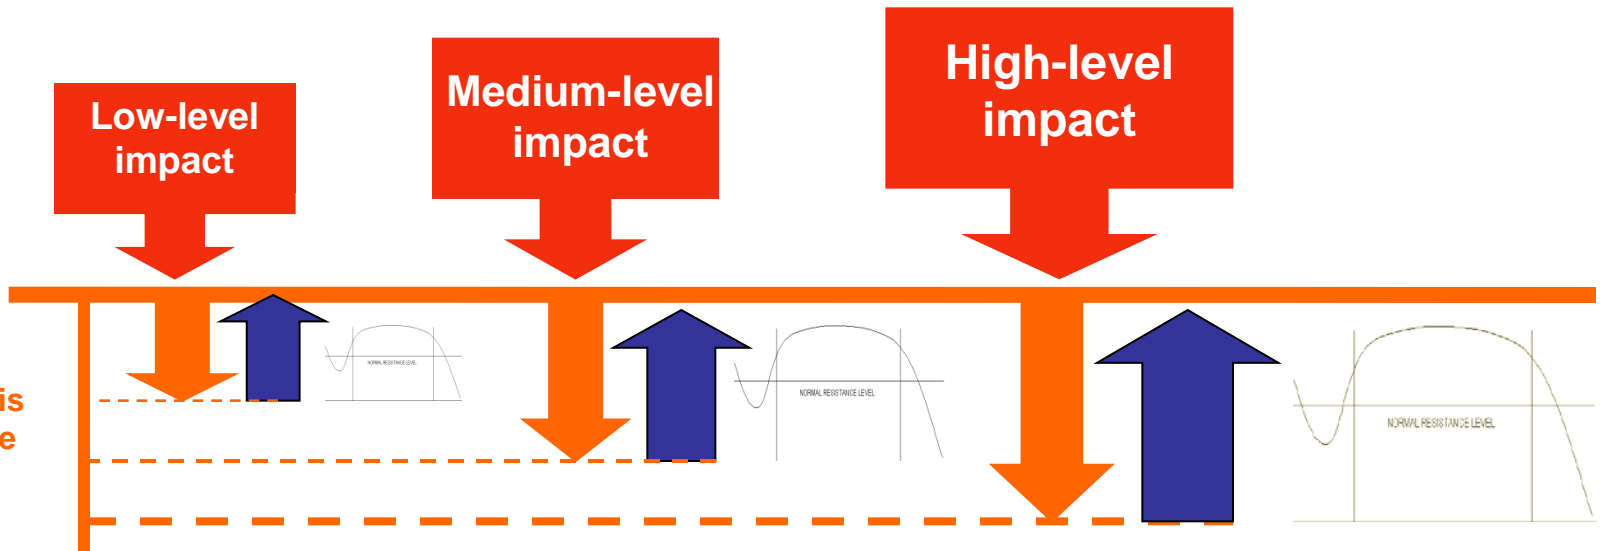 Low-level
impact
Medium-level
impact
High-level
impact
is
e
NORMAL RESISTANCE LEVEL
NORMAL RESISTANCE LEVEL
NORMAL RESISTANCE LEVEL